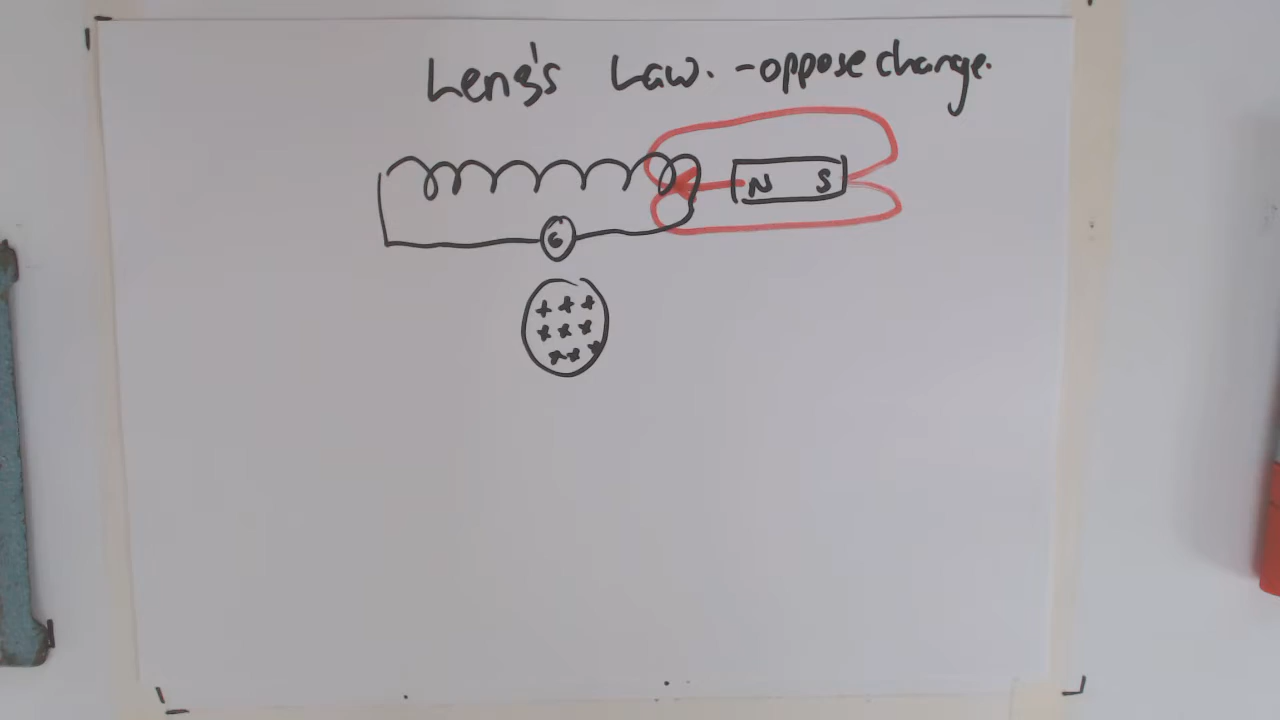 Lenz's Law. - oppose change.
N S
G
+ + +
x x x
x x x